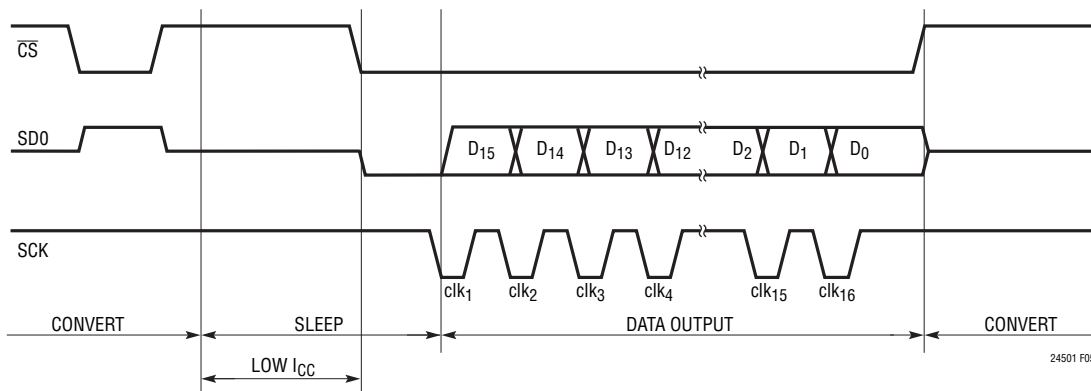 CS
SD0
D15 D14 D13 D12 D2 D1 D0
SCK
clk1 clk2 clk3 clk4 clk15 clk16
CONVERT SLEEP DATA OUTPUT CONVERT
LOW ICC